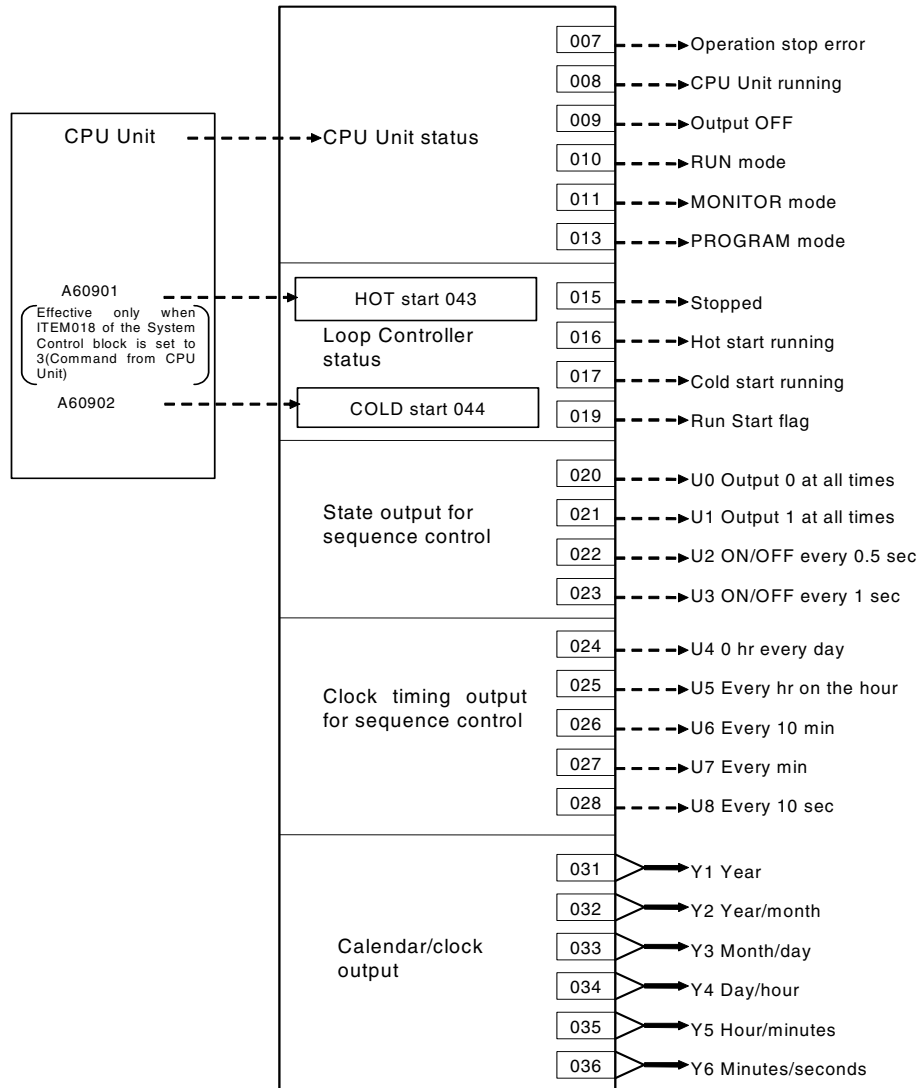 007
Operation stop error
008
CPU Unit running
CPU Unit
CPU Unit status
009
Output OFF
010
RUN mode
011
MONITOR mode
013
PROGRAM mode
A60901
Effective only when
ITEM018 of the System
Control block is set to
3(Command from CPU
Unit)
A60902
HOT start 043
Loop Controller
status
COLD start 044
015
Stopped
016
Hot start running
017
Cold start running
019
Run Start flag
State output for
sequence control
020
U0 Output 0 at all times
021
U1 Output 1 at all times
022
U2 ON/OFF every 0.5 sec
023
U3 ON/OFF every 1 sec
Clock timing output
for sequence control
024
U4 0 hr every day
025
U5 Every hr on the hour
026
U6 Every 10 min
027
U7 Every min
028
U8 Every 10 sec
Calendar/clock
output
031
Y1 Year
032
Y2 Year/month
033
Y3 Month/day
034
Y4 Day/hour
035
Y5 Hour/minutes
036
Y6 Minutes/seconds